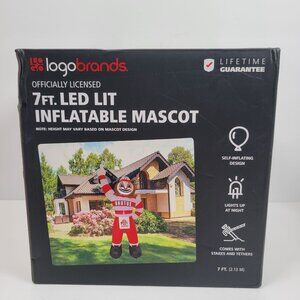 logobrands.
OFFICIALLY LICENSED
7FT. LED LIT
INFLATABLE MASCOT
NOTE: HEIGHT MAY VARY BASED ON MASCOT DESIGN
LIFETIME
GUARANTEE
SELF-INFLATING
DESIGN
LIGHTS UP
AT NIGHT
COMES WITH
STAKES AND TETHERS
7 FT. (2.13 M)
BRUTUS